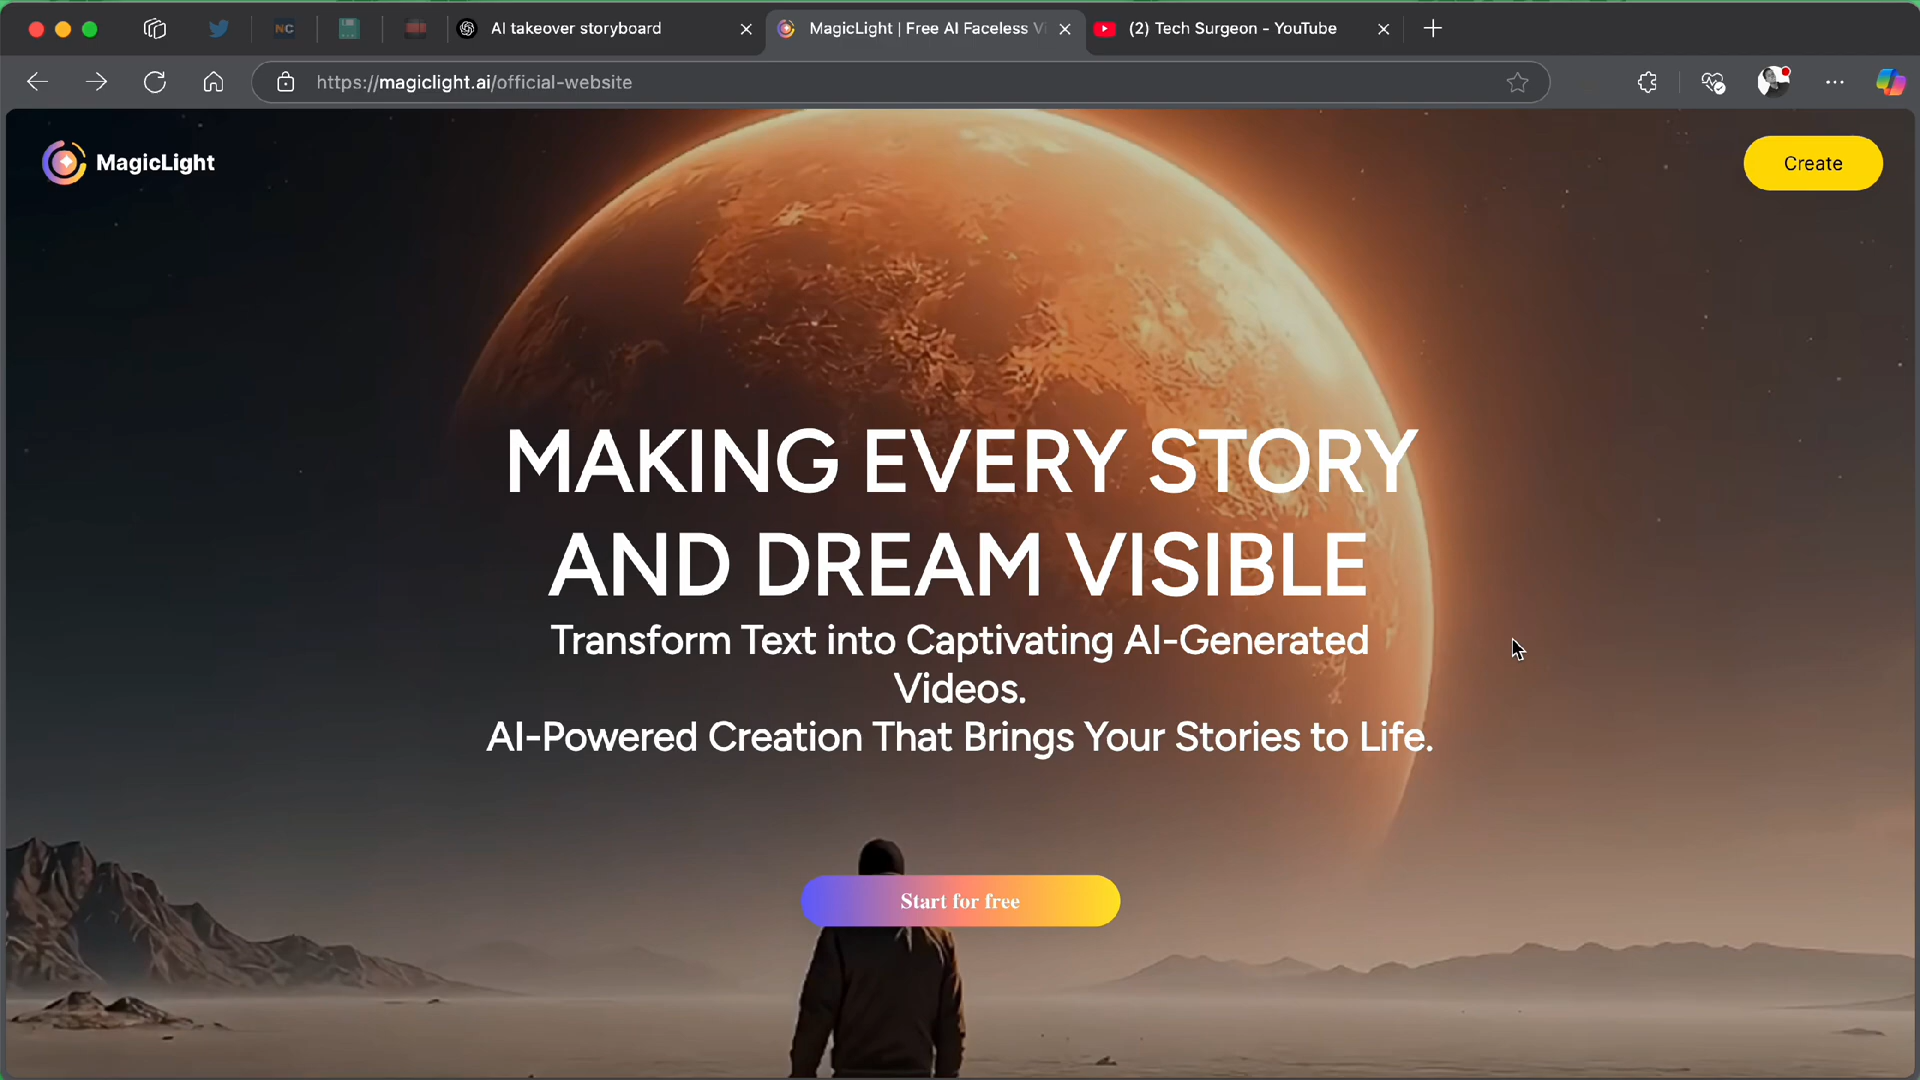 NC
AI takeover storyboard
MagicLight | Free AI Faceless Vi
(2) Tech Surgeon - YouTube
https://magiclight.ai/official-website
MagicLight
Create
MAKING EVERY STORY
AND DREAM VISIBLE
Transform Text into Captivating AI-Generated
Videos.
AI-Powered Creation That Brings Your Stories to Life.
Start for free